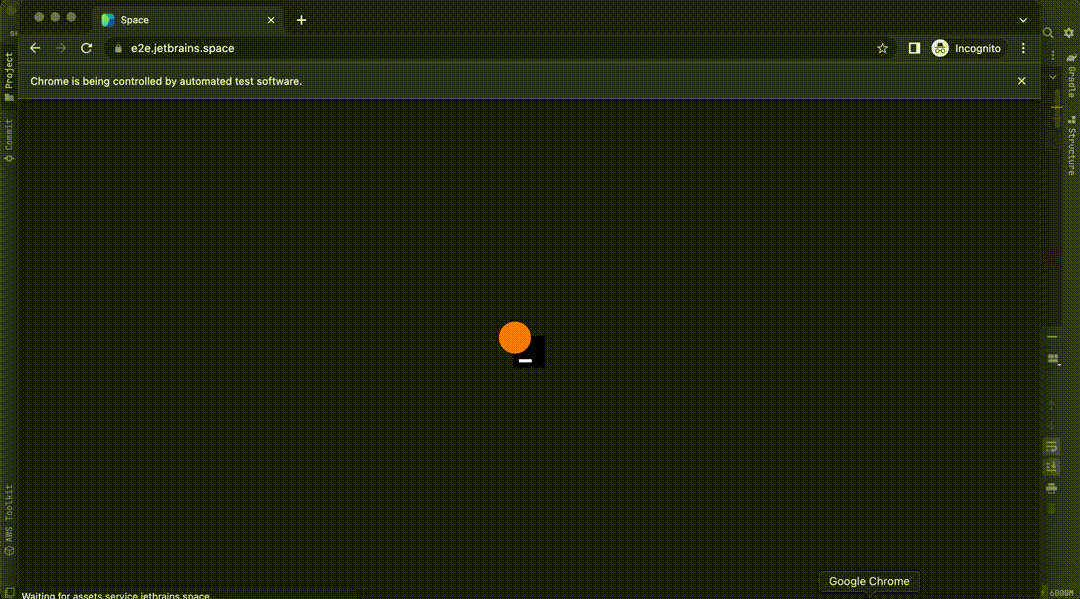 Space
e2e.jetbrains.space
Incognito
Chrome is being controlled by automated test software.
Project
Commit
AWS Toolkit
Gradle
Structure
Google Chrome
Waiting for assets.service.jetbrains.space...
6000M